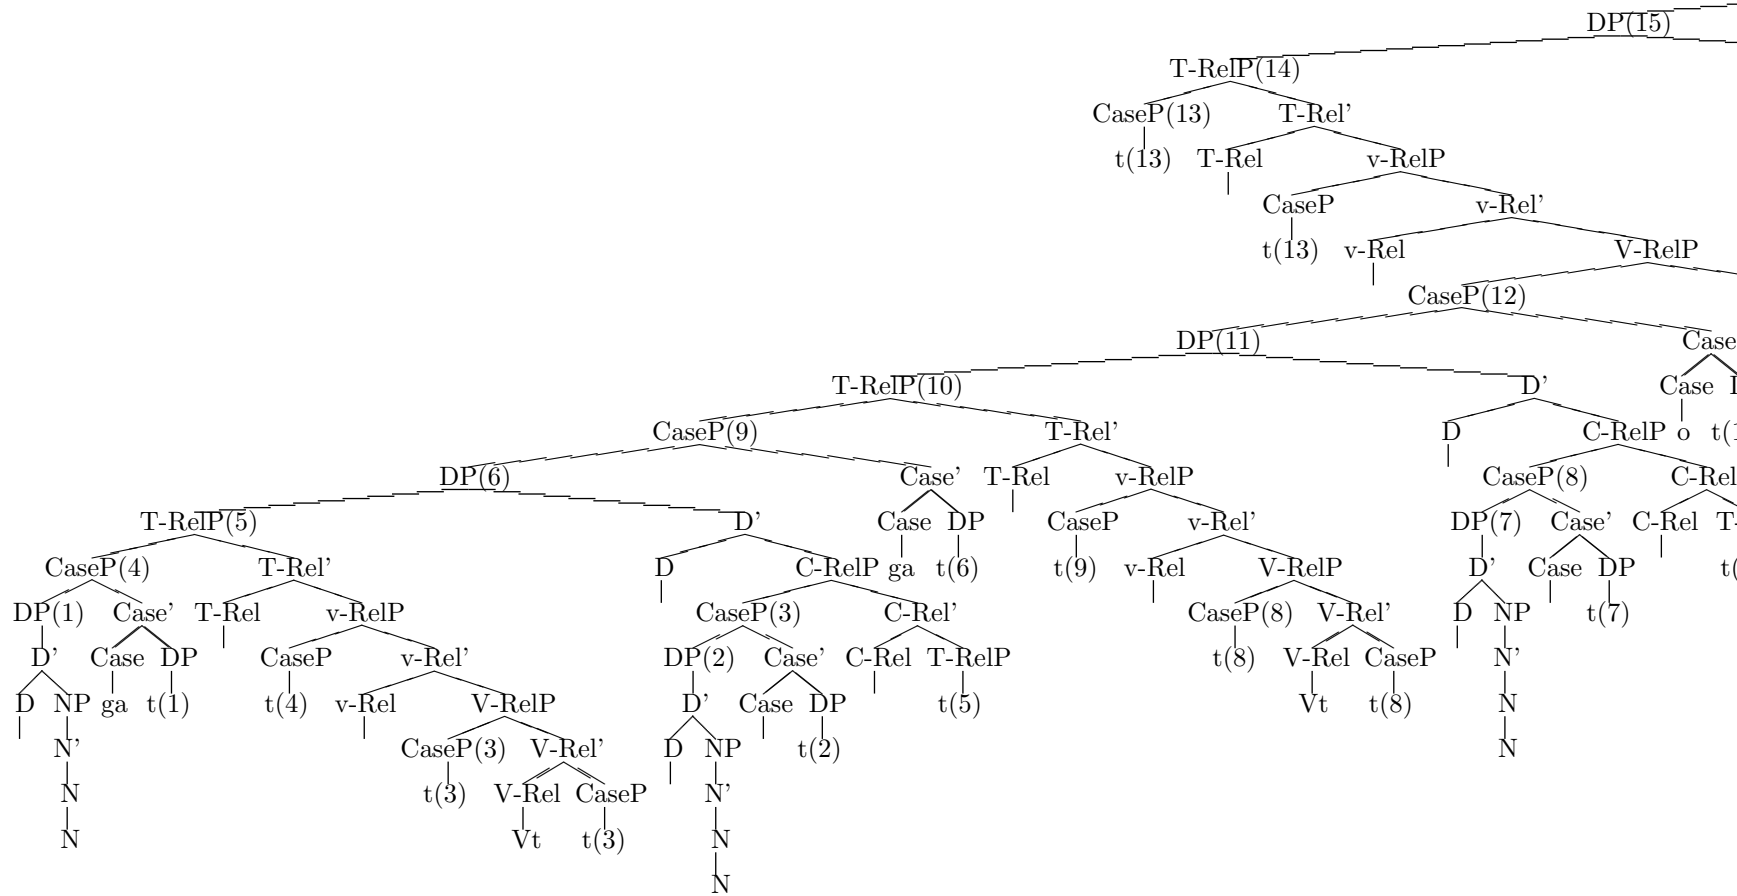 DP(15)
T-RelP(14)
CaseP(13) T-Rel'
t(13) T-Rel v-RelP
CaseP v-Rel'
t(13) v-Rel V-RelP
CaseP(12)
DP(11) Case
T-RelP(10) D' Case
CaseP(9) T-Rel' D C-RelP o t(1
DP(6) Case' T-Rel v-RelP CaseP(8) C-Rel
T-RelP(5) D' Case DP CaseP v-Rel' DP(7) Case' C-Rel T-
CaseP(4) T-Rel' D C-RelP ga t(6) t(9) v-Rel V-RelP D' Case DP t(
DP(1) Case' T-Rel v-RelP CaseP(3) C-Rel' CaseP(8) V-Rel' D NP t(7)
D' Case DP CaseP v-Rel' DP(2) Case' C-Rel T-RelP t(8) V-Rel CaseP N'
D NP ga t(1) t(4) v-Rel V-RelP D' Case DP t(5) Vt t(8) N
N' CaseP(3) V-Rel' D NP t(2) N
N t(3) V-Rel CaseP N'
N Vt t(3) N
N